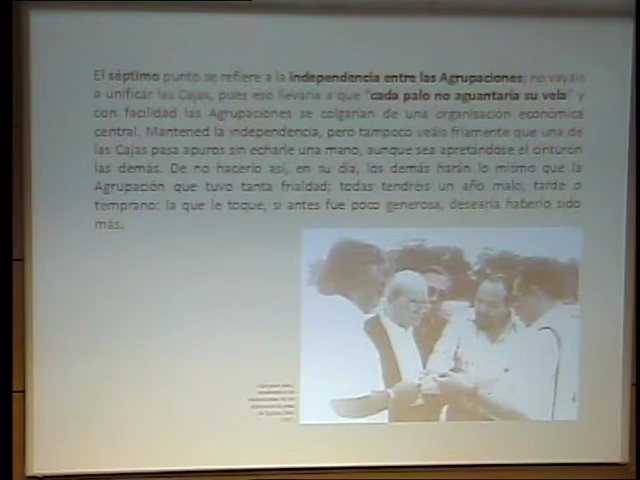 El séptimo punto se refiere a la independencia entre las Agrupaciones; no vayáis
a unificar las Cajas, pues eso llevaría a que "cada palo no aguantaría su vela" y
con facilidad las Agrupaciones se colgarían de una organización económica
central. Mantened la independencia, pero tampoco veáis fríamente que una de
las Cajas pasa apuros sin echarle una mano, aunque sea apretándose el cinturón
las demás. De no hacerlo así, en su día, los demás harán lo mismo que la
Agrupación que tuvo tanta frialdad; todas tendréis un año malo, tarde o
temprano: la que le toque, si antes fue poco generosa, desearía haberlo sido
más.